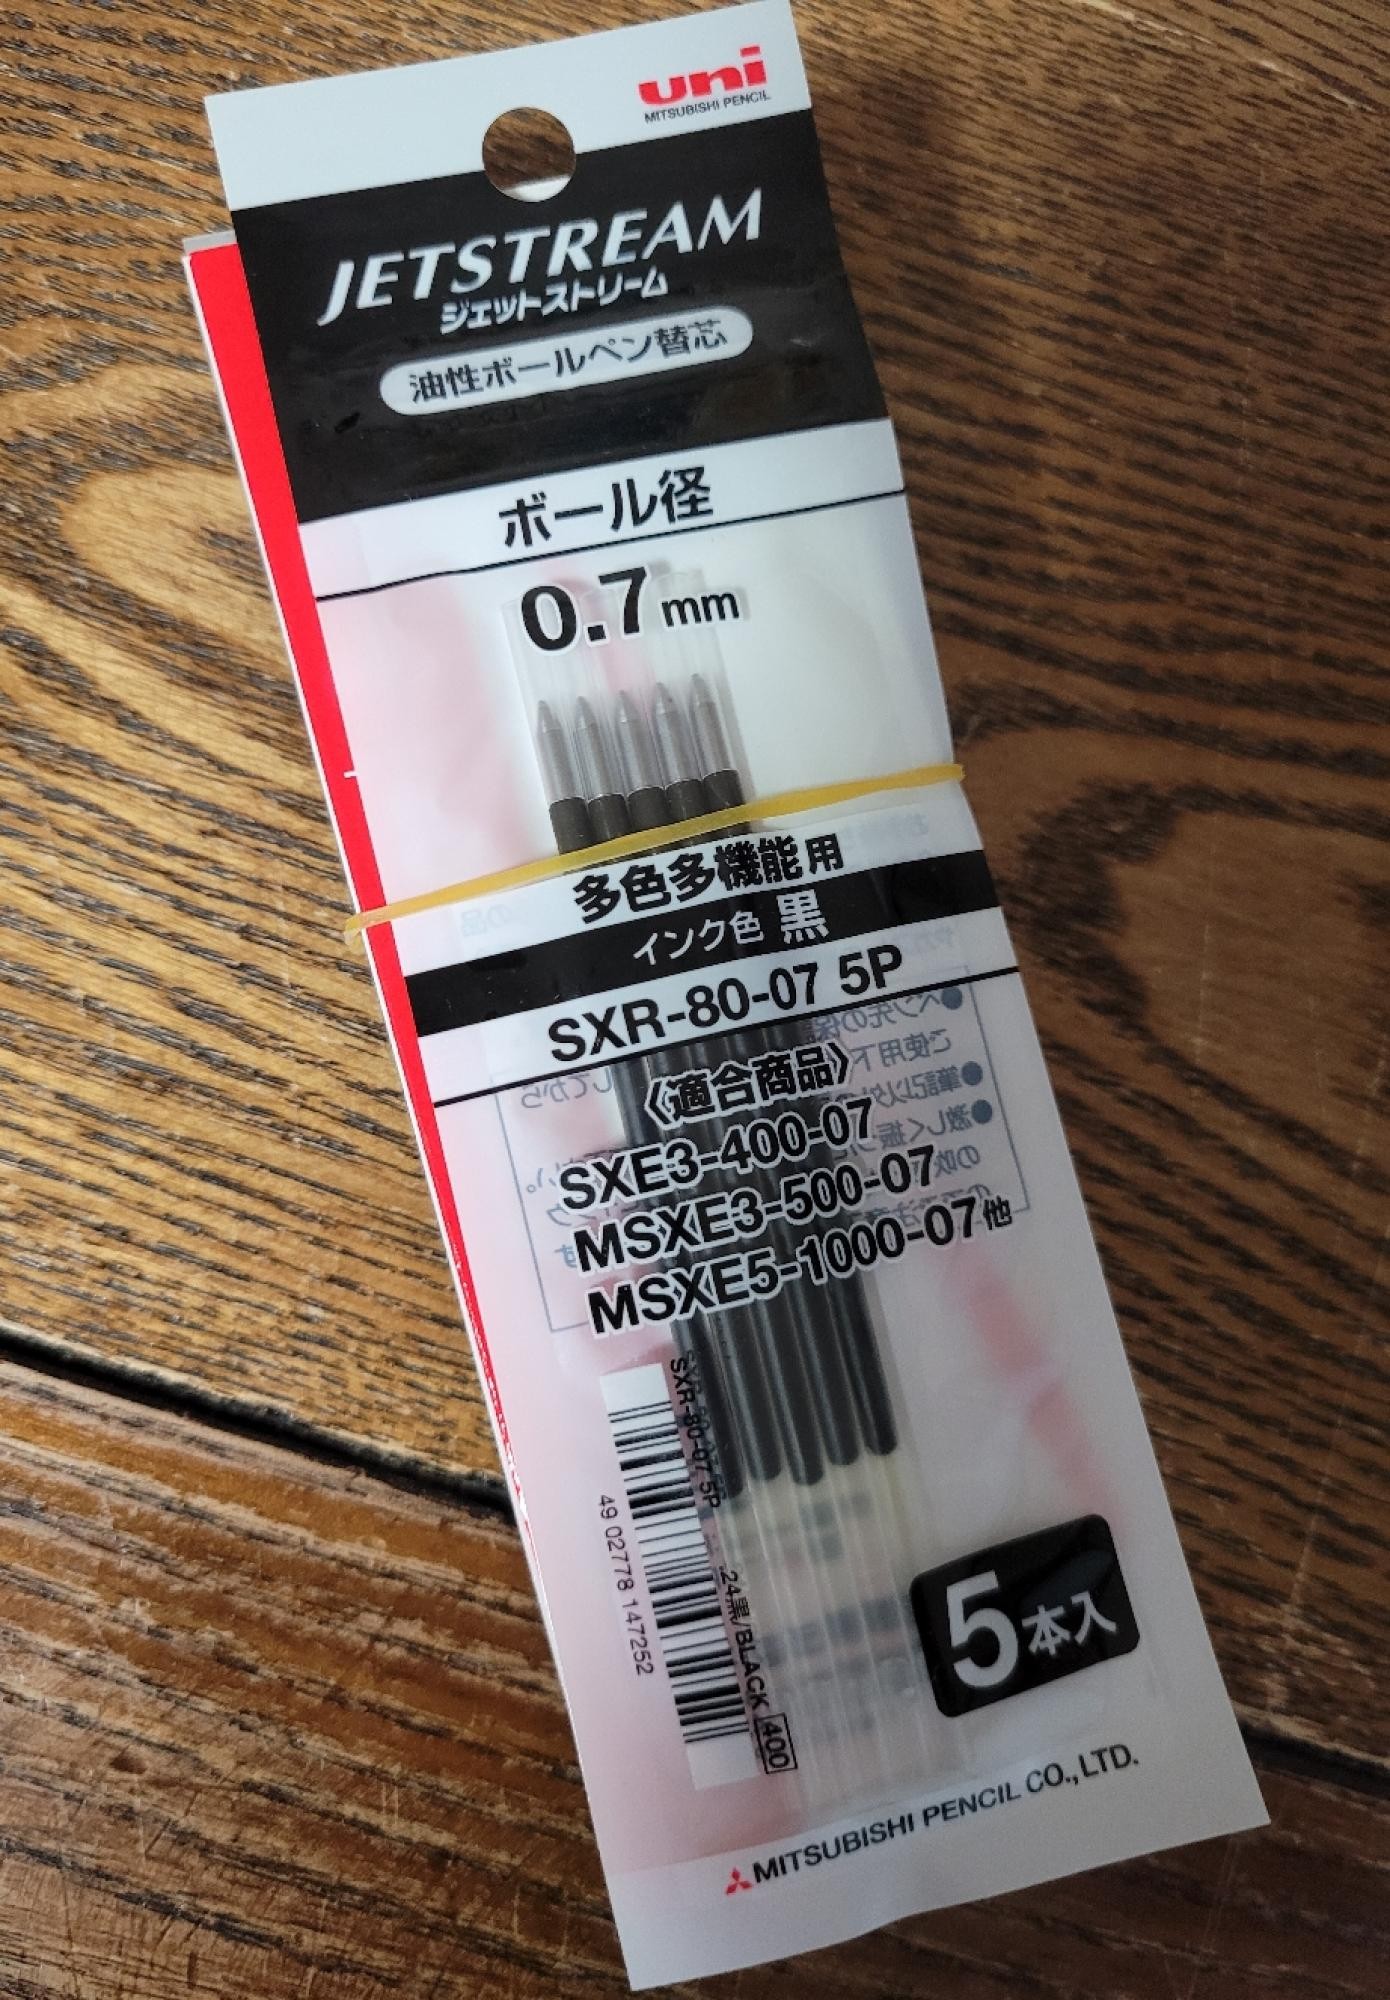 uni
MITSUBISHI PENCIL
JETSTREAM
ジェットストリーム
油性ボールペン替芯
ボール径
0.7mm
多色多機能用
インク色 黒
SXR-80-07 5P
〈適合商品〉
SXE3-400-07
MSXE3-500-07
MSXE5-1000-07他
SXR-80-07 5P .24黒/BLACK 400
49 02778 147252
5本入
MITSUBISHI PENCIL CO., LTD.